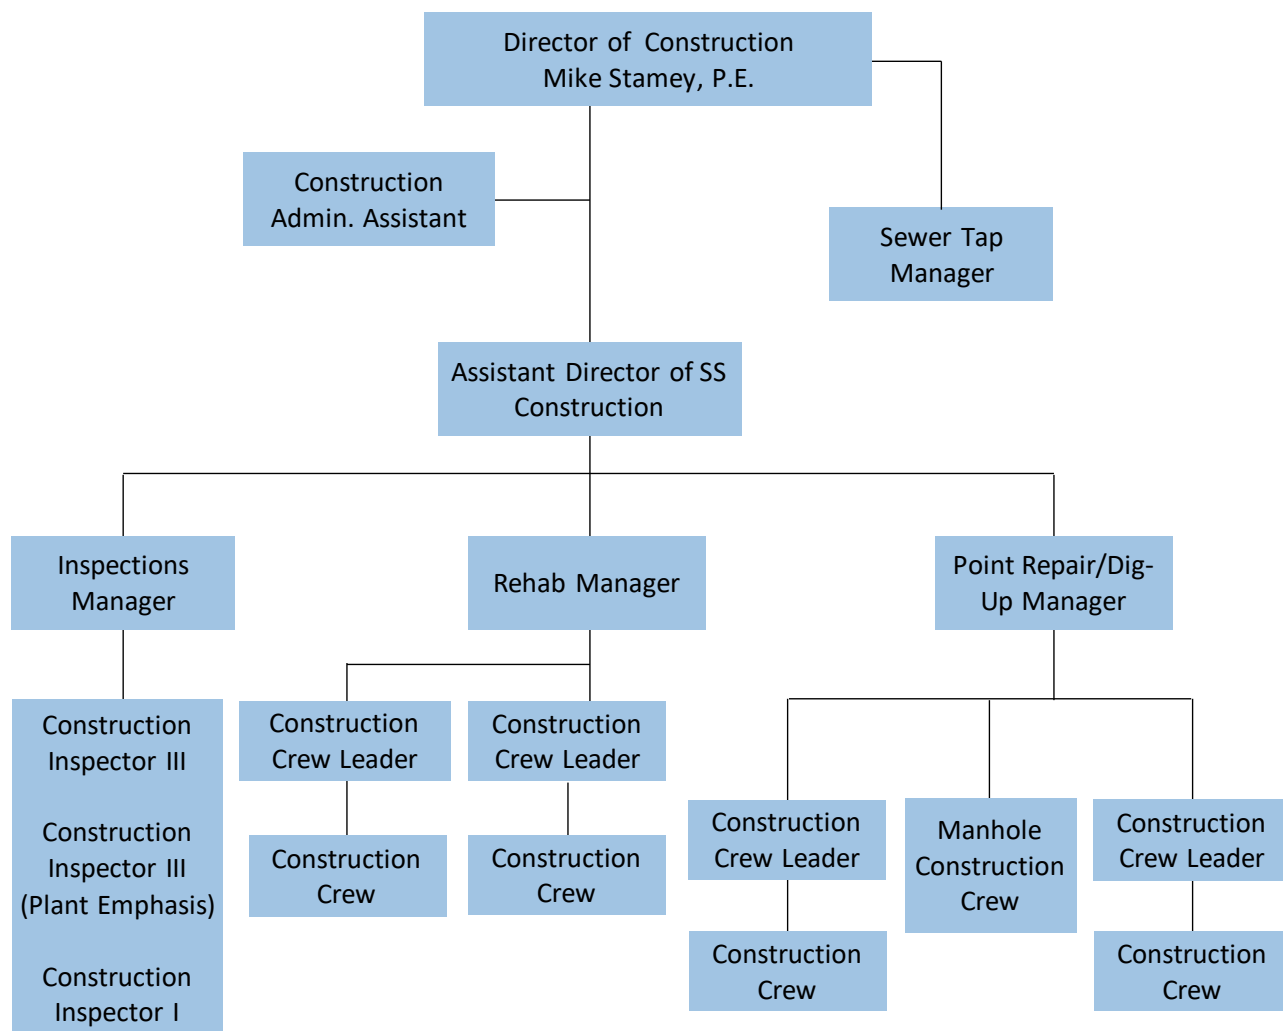 Director of Construction
Mike Stamey, P.E.
Construction
Admin. Assistant
Sewer Tap
Manager
Assistant Director of SS
Construction
Inspections
Manager
Rehab Manager
Point Repair/Dig-
Up Manager
Construction
Inspector III
Construction
Inspector III
(Plant Emphasis)
Construction
Inspector I
Construction
Crew Leader
Construction
Crew
Construction
Crew Leader
Construction
Crew
Construction
Crew Leader
Construction
Crew
Manhole
Construction
Crew
Construction
Crew Leader
Construction
Crew